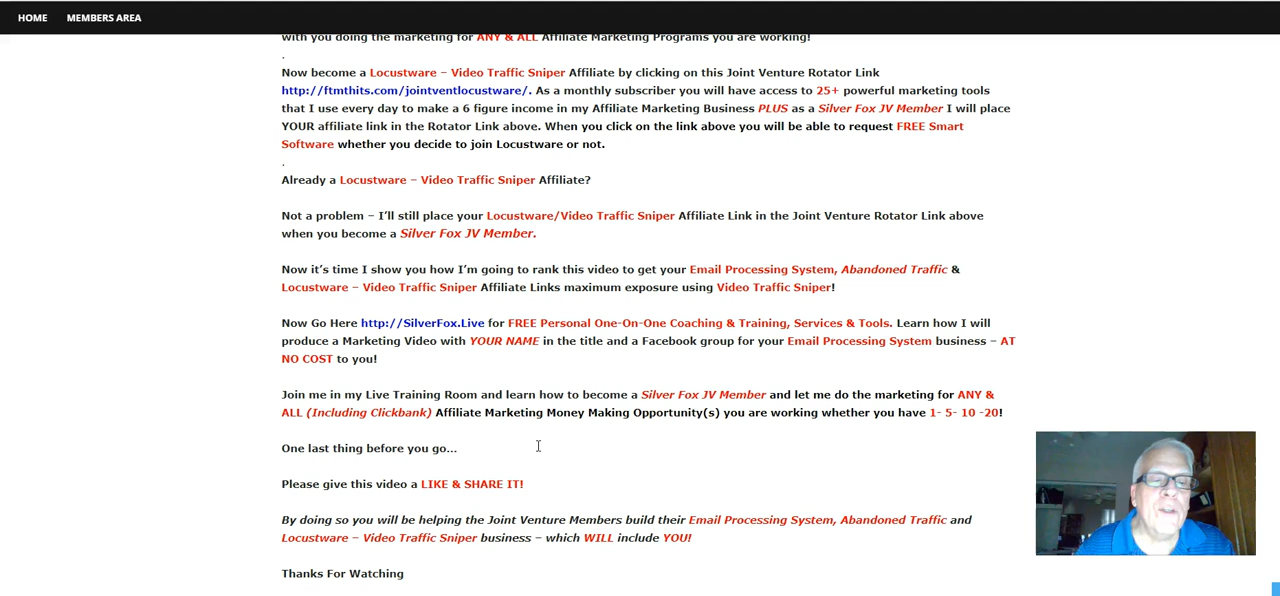 HOME MEMBERS AREA
with you doing the marketing for ANY & ALL Affiliate Marketing Programs you are working!
.
Now become a Locustware – Video Traffic Sniper Affiliate by clicking on this Joint Venture Rotator Link
http://ftmthits.com/jointventlocustware/. As a monthly subscriber you will have access to 25+ powerful marketing tools
that I use every day to make a 6 figure income in my Affiliate Marketing Business PLUS as a Silver Fox JV Member I will place
YOUR affiliate link in the Rotator Link above. When you click on the link above you will be able to request FREE Smart
Software whether you decide to join Locustware or not.
.
Already a Locustware – Video Traffic Sniper Affiliate?
Not a problem – I’ll still place your Locustware/Video Traffic Sniper Affiliate Link in the Joint Venture Rotator Link above
when you become a Silver Fox JV Member.
Now it’s time I show you how I’m going to rank this video to get your Email Processing System, Abandoned Traffic &
Locustware – Video Traffic Sniper Affiliate Links maximum exposure using Video Traffic Sniper!
Now Go Here http://SilverFox.Live for FREE Personal One-On-One Coaching & Training, Services & Tools. Learn how I will
produce a Marketing Video with YOUR NAME in the title and a Facebook group for your Email Processing System business – AT
NO COST to you!
Join me in my Live Training Room and learn how to become a Silver Fox JV Member and let me do the marketing for ANY &
ALL (Including Clickbank) Affiliate Marketing Money Making Opportunity(s) you are working whether you have 1- 5- 10 -20!
One last thing before you go…
Please give this video a LIKE & SHARE IT!
By doing so you will be helping the Joint Venture Members build their Email Processing System, Abandoned Traffic and
Locustware – Video Traffic Sniper business – which WILL include YOU!
Thanks For Watching